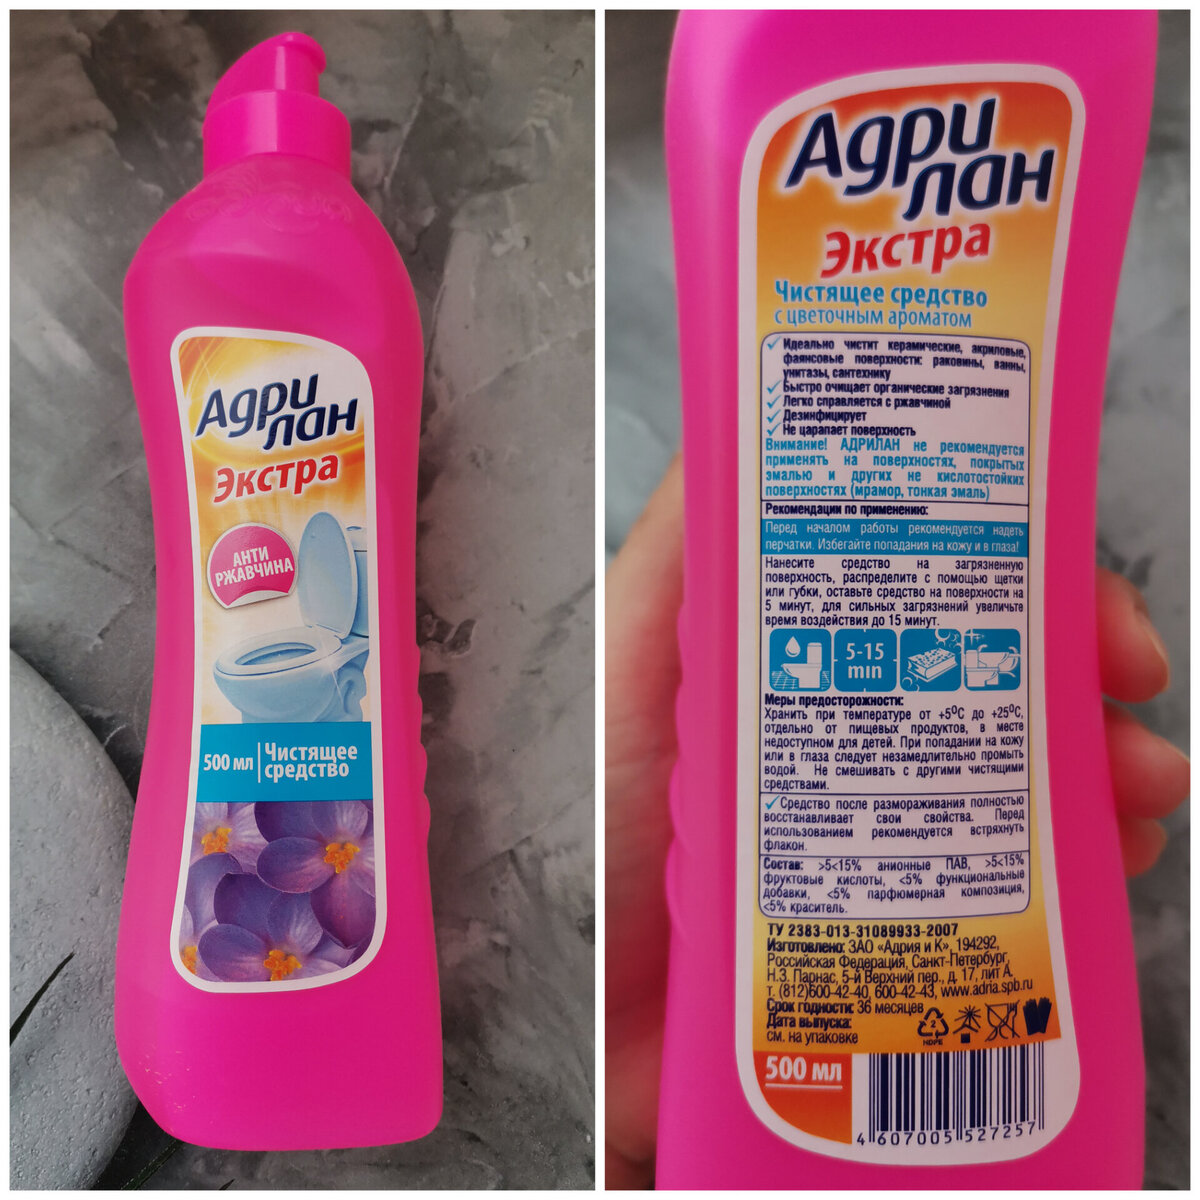 Адри
лан
Экстра
АНТИ
РЖАВЧИНА
500 мл
Чистящее
средство
Адри
лан
Экстра
Чистящее средство
с цветочным ароматом
Идеально чистит керамические, акриловые,
фаянсовые поверхности: раковины, ванны,
унитазы, сантехнику
Быстро очищает органические загрязнения
Легко справляется с ржавчиной
Дезинфицирует
Не царапает поверхность
Внимание! АДРИЛАН не рекомендуется
применять на поверхностях, покрытых
эмалью и других не кислотостойких
поверхностях (мрамор, тонкая эмаль)
Рекомендации по применению:
Перед началом работы рекомендуется надеть
перчатки. Избегайте попадания на кожу и в глаза!
Нанесите средство на загрязненную
поверхность, распределите с помощью щетки
или губки, оставьте средство на поверхности на
5 минут, для сильных загрязнений увеличьте
время воздействия до 15 минут.
5-15
min
Меры предосторожности:
Хранить при температуре от +5°С до +25°С,
отдельно от пищевых продуктов, в месте
недоступном для детей. При попадании на кожу
или в глаза следует незамедлительно промыть
водой. Не смешивать с другими чистящими
средствами.
Средство после размораживания полностью
восстанавливает свои свойства. Перед
использованием рекомендуется встряхнуть
флакон.
Состав: >5<15% анионные ПАВ, >5<15%
фруктовые кислоты, <5% функциональные
добавки, <5% парфюмерная композиция,
<5% краситель.
ТУ 2383-013-31089933-2007
Изготовлено: ЗАО «Адрия и К», 194292,
Российская Федерация, Санкт-Петербург,
Н.З. Парнас, 5-й Верхний пер., д. 17, лит А.
т. (812)600-42-40, 600-42-43, www.adria.spb.ru
Срок годности: 36 месяцев
Дата выпуска:
см. на упаковке
2
HDPE
500 мл
4 607005 527257